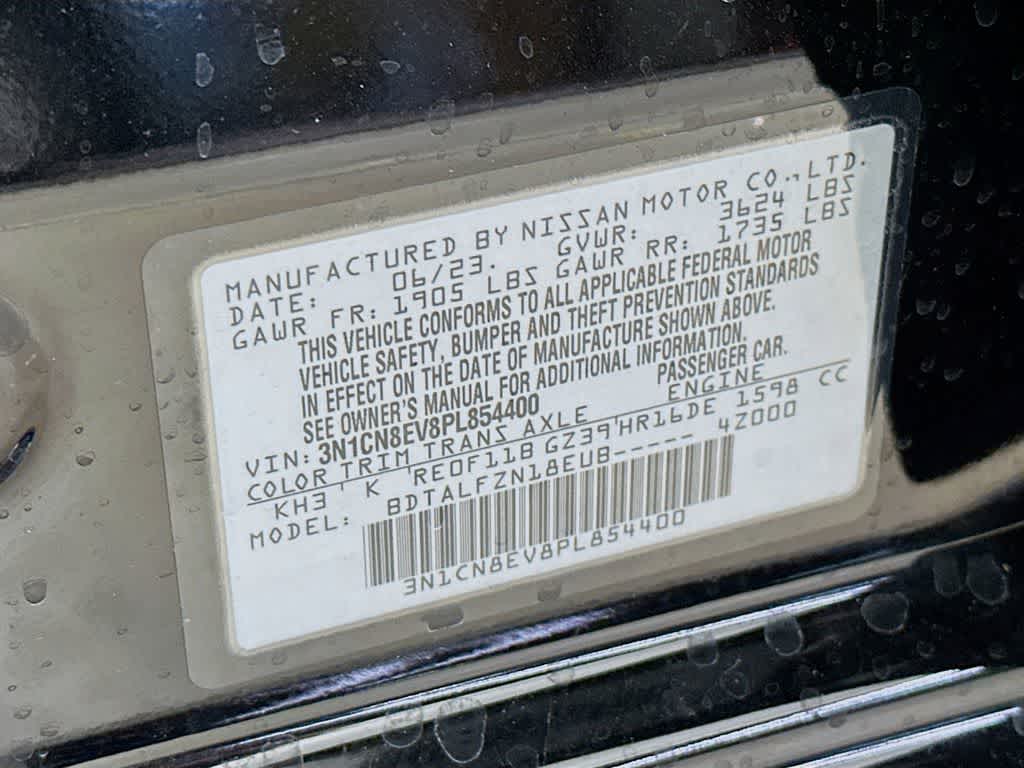 MANUFACTURED BY NISSAN MOTOR CO., LTD.
DATE: 06/23. GVWR: 3624 LBS
GAWR FR: 1905 LBS GAWR RR: 1735 LBS
THIS VEHICLE CONFORMS TO ALL APPLICABLE FEDERAL MOTOR
VEHICLE SAFETY, BUMPER AND THEFT PREVENTION STANDARDS
IN EFFECT ON THE DATE OF MANUFACTURE SHOWN ABOVE.
SEE OWNER'S MANUAL FOR ADDITIONAL INFORMATION.
VIN: 3N1CN8EV8PL854400 PASSENGER CAR.
COLOR TRIM TRANS AXLE ENGINE
KH3 ' K 'RE0F11B GZ39'HR16DE 1598 CC
MODEL: BDTALFZN18EUB----- 4Z000
3N1CN8EV8PL854400